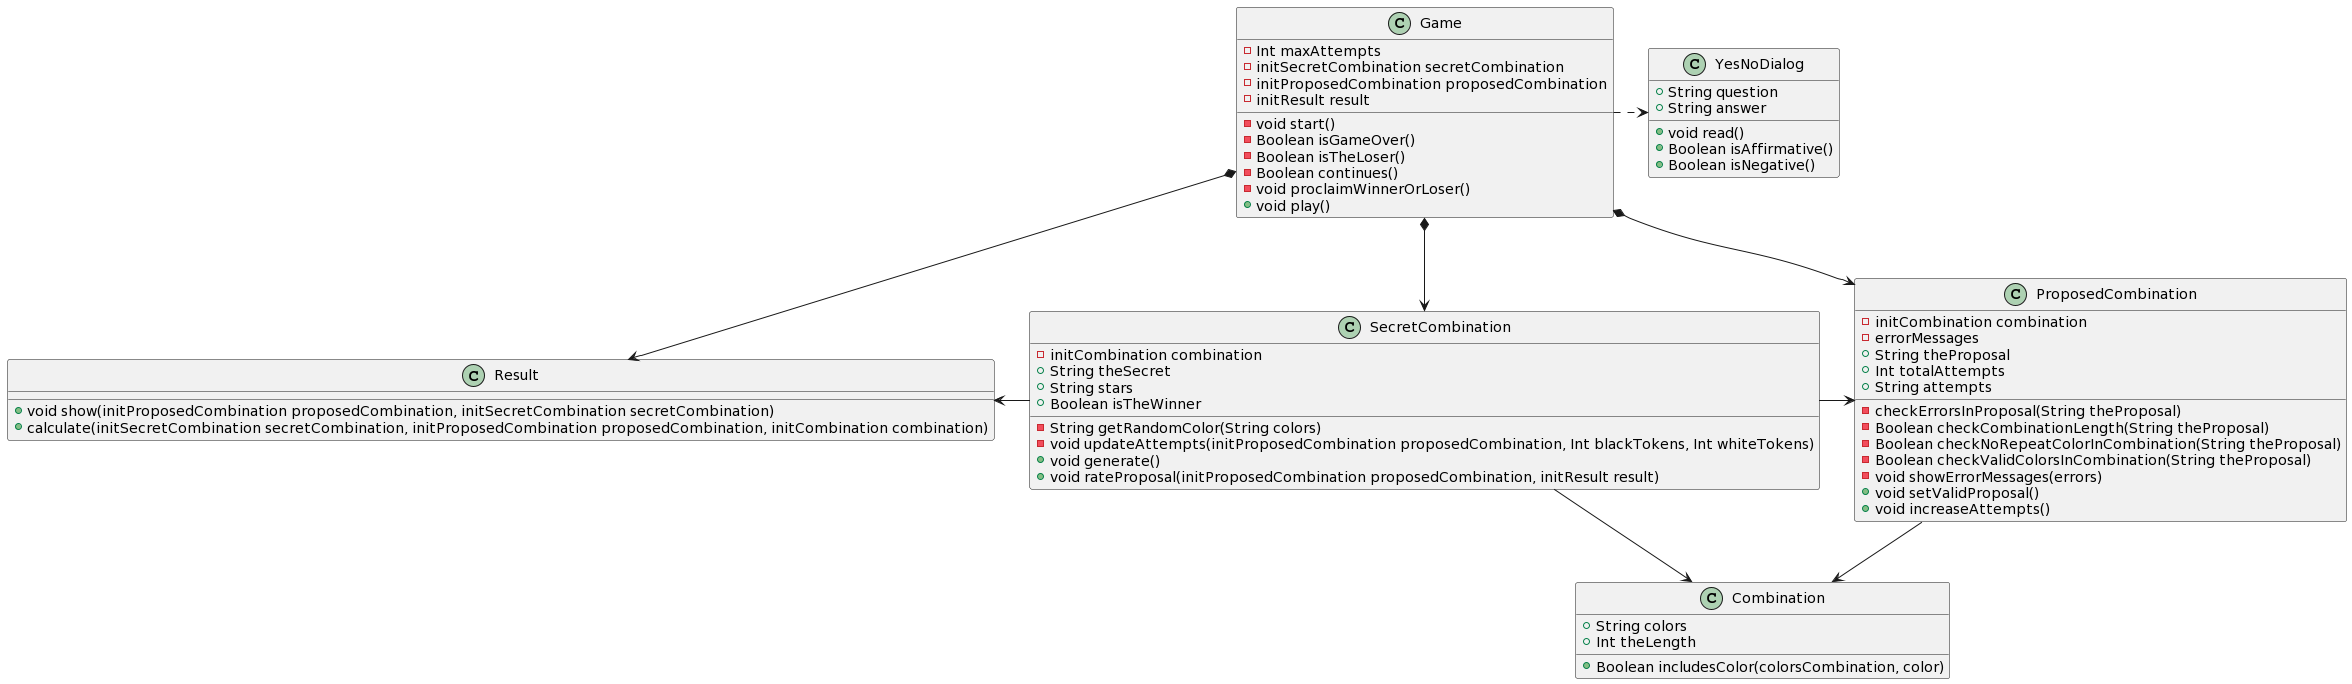 Game
Int maxAttempts
initSecretCombination secretCombination
initProposedCombination proposedCombination
initResult result
void start()
Boolean isGameOver()
Boolean isTheLoser()
Boolean continues()
void proclaimWinnerOrLoser()
void play()
YesNoDialog
String question
String answer
void read()
Boolean isAffirmative()
Boolean isNegative()
Result
void show(initProposedCombination proposedCombination, initSecretCombination secretCombination)
calculate(initSecretCombination secretCombination, initProposedCombination proposedCombination, initCombination combination)
SecretCombination
initCombination combination
String theSecret
String stars
Boolean isTheWinner
String getRandomColor(String colors)
void updateAttempts(initProposedCombination proposedCombination, Int blackTokens, Int whiteTokens)
void generate()
void rateProposal(initProposedCombination proposedCombination, initResult result)
ProposedCombination
initCombination combination
errorMessages
String theProposal
Int totalAttempts
String attempts
checkErrorsInProposal(String theProposal)
Boolean checkCombinationLength(String theProposal)
Boolean checkNoRepeatColorInCombination(String theProposal)
Boolean checkValidColorsInCombination(String theProposal)
void showErrorMessages(errors)
void setValidProposal()
void increaseAttempts()
Combination
String colors
Int theLength
Boolean includesColor(colorsCombination, color)